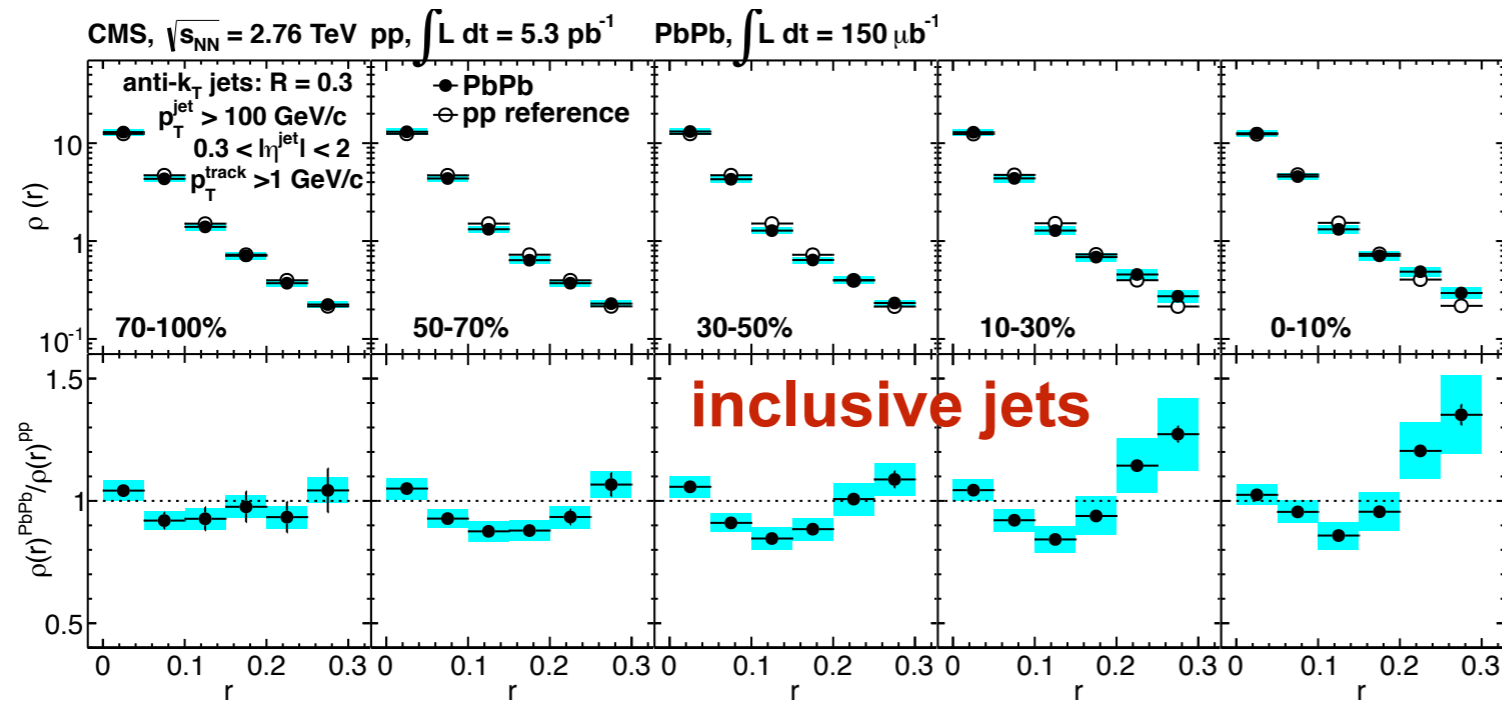 CMS, √s_NN = 2.76 TeV pp, ∫L dt = 5.3 pb⁻¹ PbPb, ∫L dt = 150 μb⁻¹
anti-k_T jets: R = 0.3
p_T^jet > 100 GeV/c
0.3 < |η^jet| < 2
p_T^track >1 GeV/c
PbPb
pp reference
10
1
10⁻¹
ρ (r)
70-100% 50-70% 30-50% 10-30% 0-10%
inclusive jets
1.5
1
0.5
ρ(r)^PbPb/ρ(r)^pp
0 0.1 0.2 0.3 0 0.1 0.2 0.3 0 0.1 0.2 0.3 0 0.1 0.2 0.3 0 0.1 0.2 0.3
r r r r r